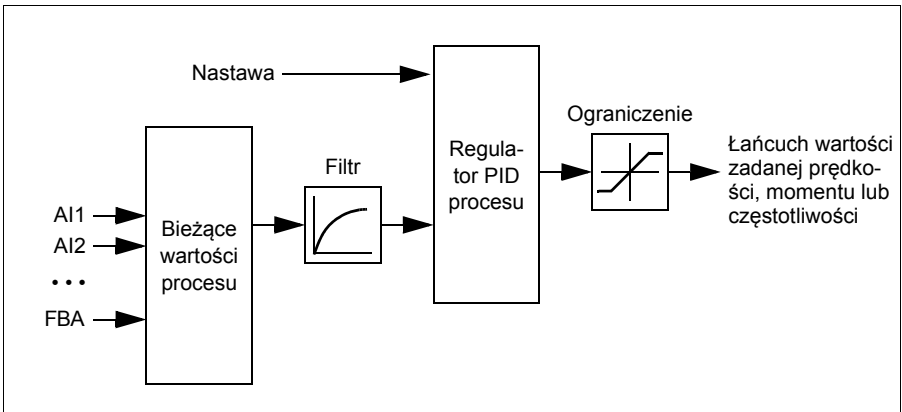 Nastawa
Ograniczenie
Łańcuch wartości
zadanej prędko-
ści, momentu lub
częstotliwości
Regula-
tor PID
procesu
Filtr
AI1
AI2
• • •
FBA
Bieżące
wartości
procesu